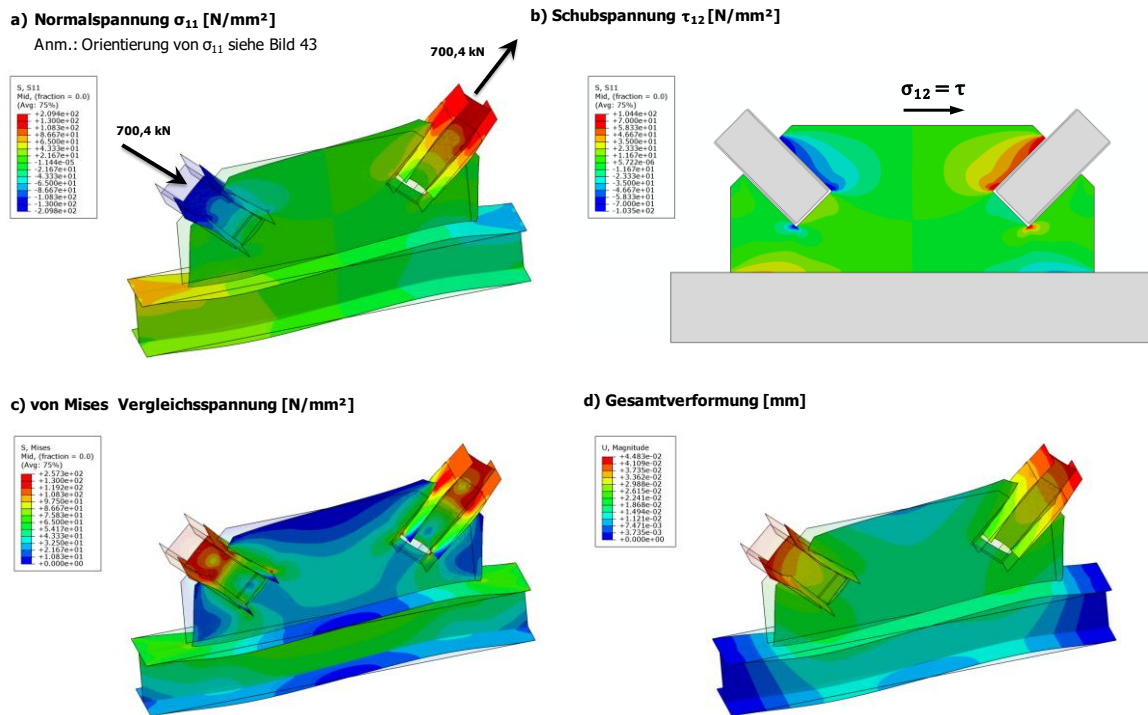 a) Normalspannung σ11 [N/mm²]
Anm.: Orientierung von σ11 siehe Bild 43
700,4 kN
700,4 kN
S, S11
Mid, (fraction = 0.0)
(Avg: 75%)
+2.094e+02
+1.300e+02
+1.083e+02
+8.667e+01
+6.500e+01
+4.333e+01
+2.167e+01
-1.144e-05
-2.167e+01
-4.333e+01
-6.500e+01
-8.667e+01
-1.083e+02
-1.300e+02
-2.098e+02
b) Schubspannung τ12 [N/mm²]
σ12 = τ
S, S11
Mid, (fraction = 0.0)
(Avg: 75%)
+1.044e+02
+7.000e+01
+5.833e+01
+4.667e+01
+3.500e+01
+2.333e+01
+1.167e+01
+5.722e-06
-1.167e+01
-2.333e+01
-3.500e+01
-4.667e+01
-5.833e+01
-7.000e+01
-1.035e+02
c) von Mises Vergleichsspannung [N/mm²]
S, Mises
Mid, (fraction = 0.0)
(Avg: 75%)
+2.573e+02
+1.300e+02
+1.192e+02
+1.083e+02
+9.750e+01
+8.667e+01
+7.583e+01
+6.500e+01
+5.417e+01
+4.333e+01
+3.250e+01
+2.167e+01
+1.083e+01
+0.000e+00
d) Gesamtverformung [mm]
U, Magnitude
+4.483e-02
+4.109e-02
+3.735e-02
+3.362e-02
+2.988e-02
+2.615e-02
+2.241e-02
+1.868e-02
+1.494e-02
+1.121e-02
+7.471e-03
+3.735e-03
+0.000e+00